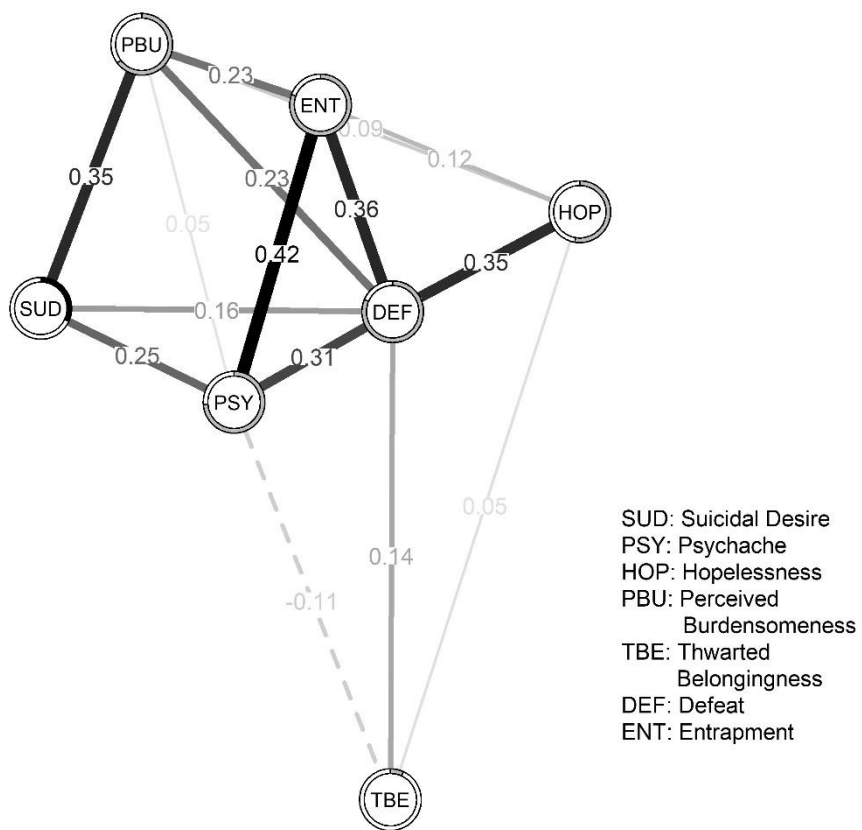 PBU
0.23
ENT
0.09
0.12
0.35
0.23
0.36
HOP
0.05
0.42
0.35
SUD
0.16
DEF
0.25
0.31
PSY
0.05
0.14
-0.11
TBE
SUD: Suicidal Desire
PSY: Psychache
HOP: Hopelessness
PBU: Perceived
Burdensomeness
TBE: Thwarted
Belongingness
DEF: Defeat
ENT: Entrapment